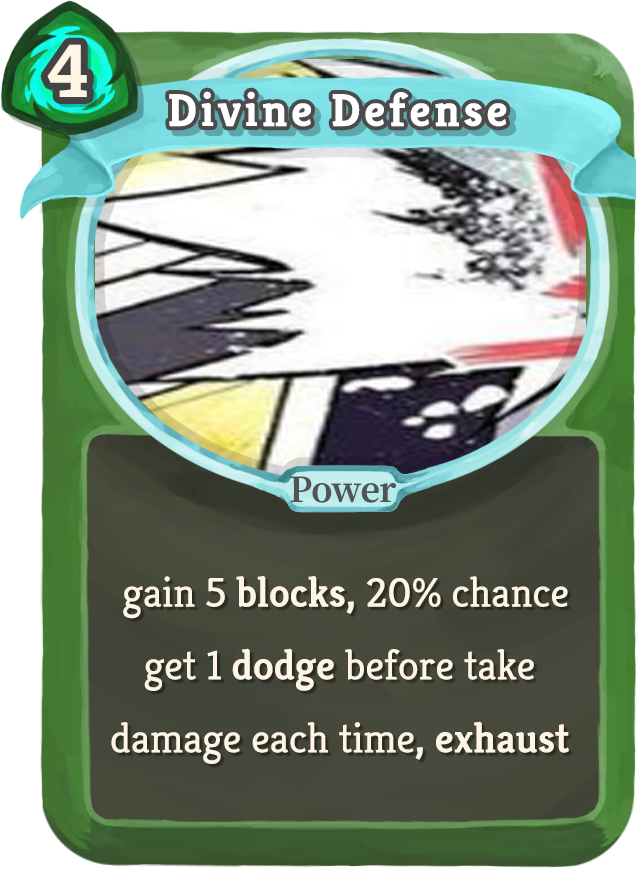 4
Divine Defense
Power
gain 5 blocks, 20% chance
get 1 dodge before take
damage each time, exhaust